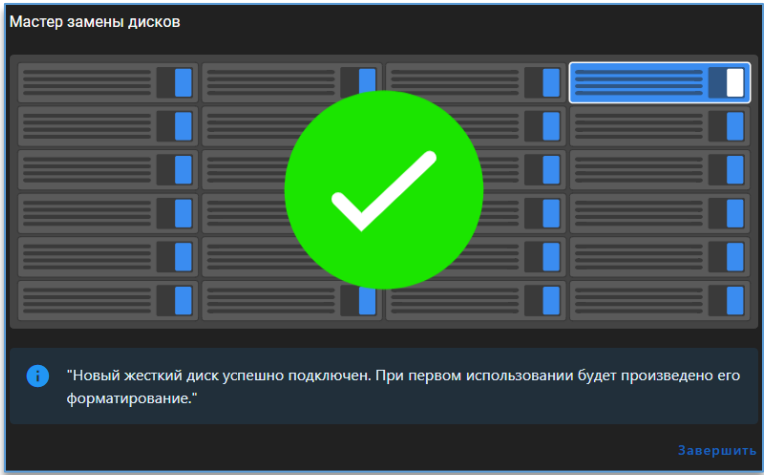 Мастер замены дисков
"Новый жесткий диск успешно подключен. При первом использовании будет произведено его
форматирование."
Завершить